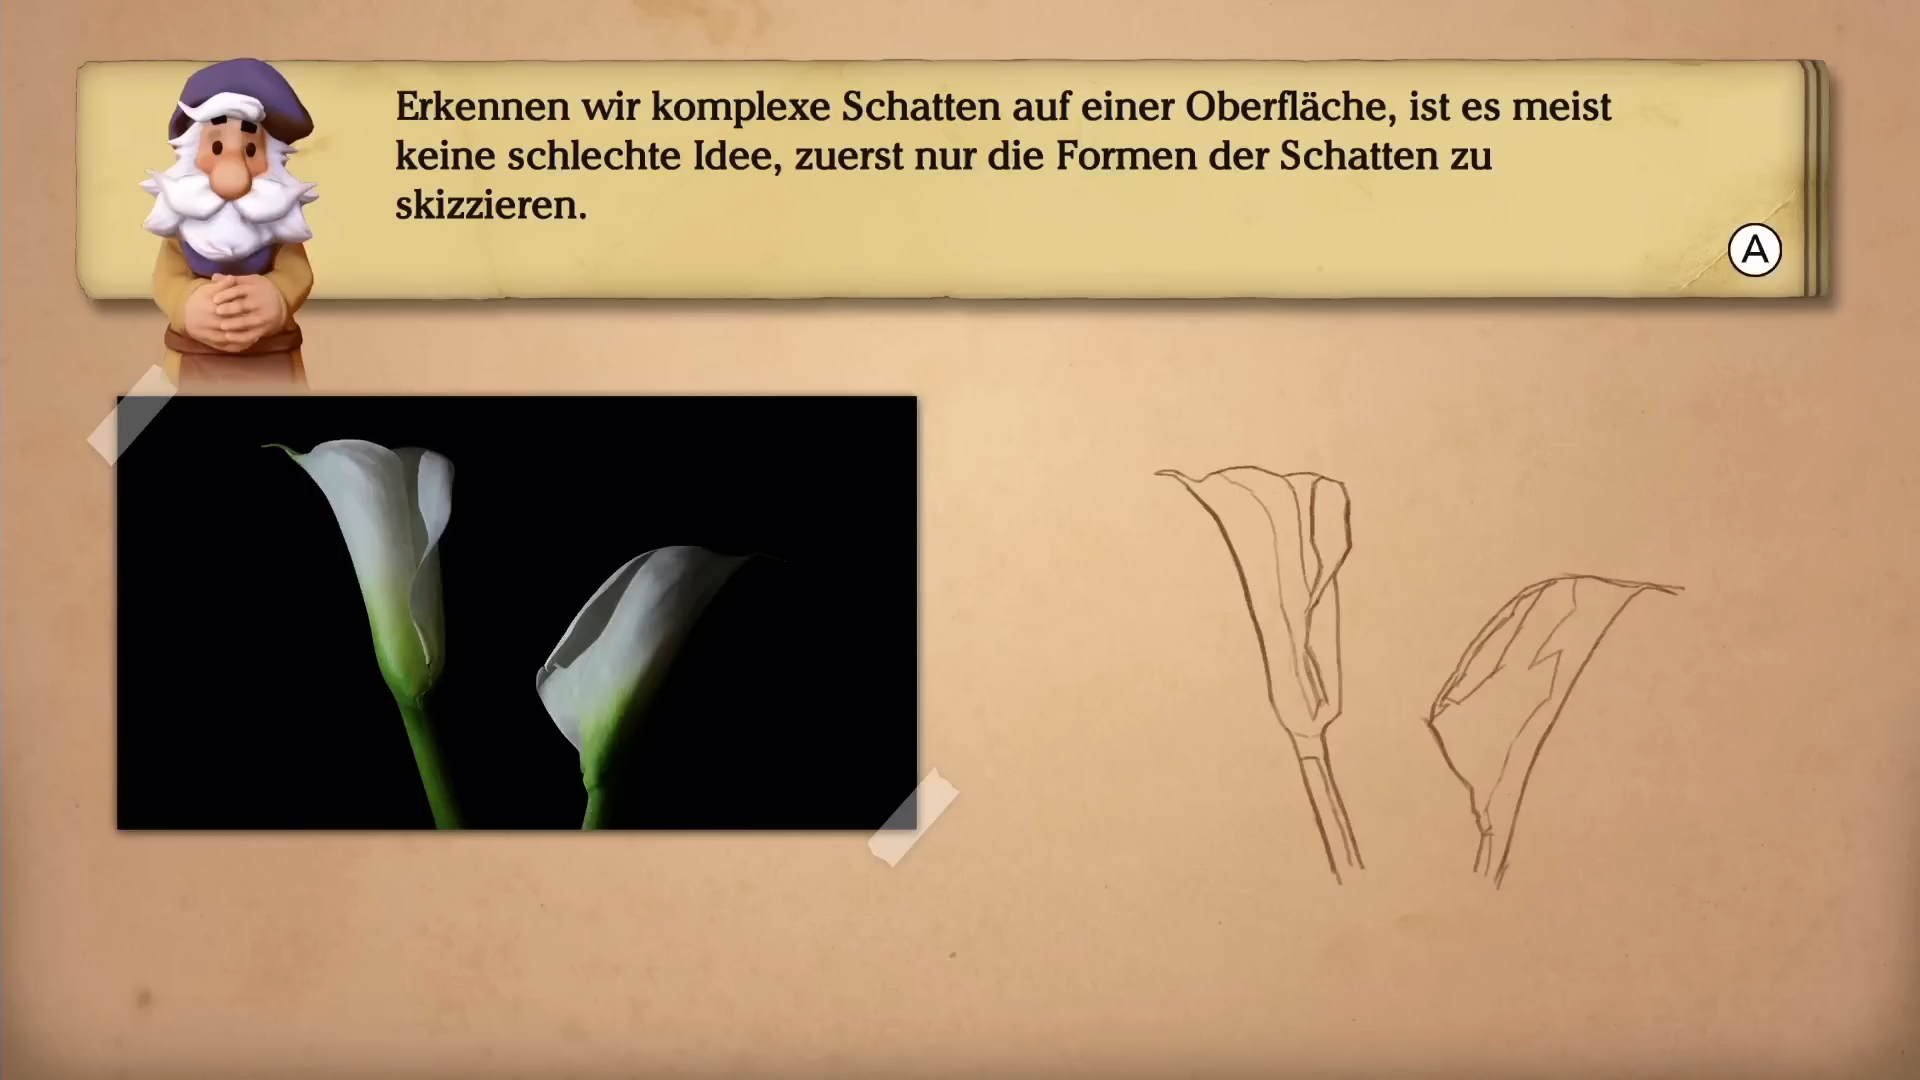 Erkennen wir komplexe Schatten auf einer Oberfläche, ist es meist
keine schlechte Idee, zuerst nur die Formen der Schatten zu
skizzieren.
A